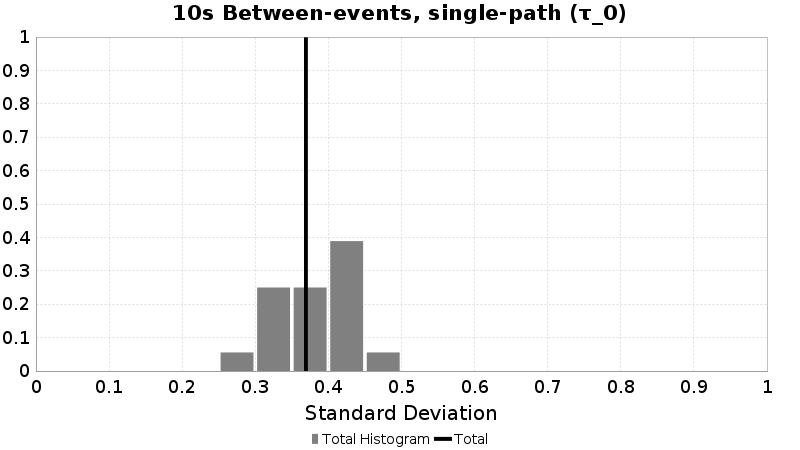 10s Between-events, single-path (τ_0)
1
0.9
0.8
0.7
0.6
0.5
0.4
0.3
0.2
0.1
0
0 0.1 0.2 0.3 0.4 0.5 0.6 0.7 0.8 0.9 1
Standard Deviation
Total Histogram Total